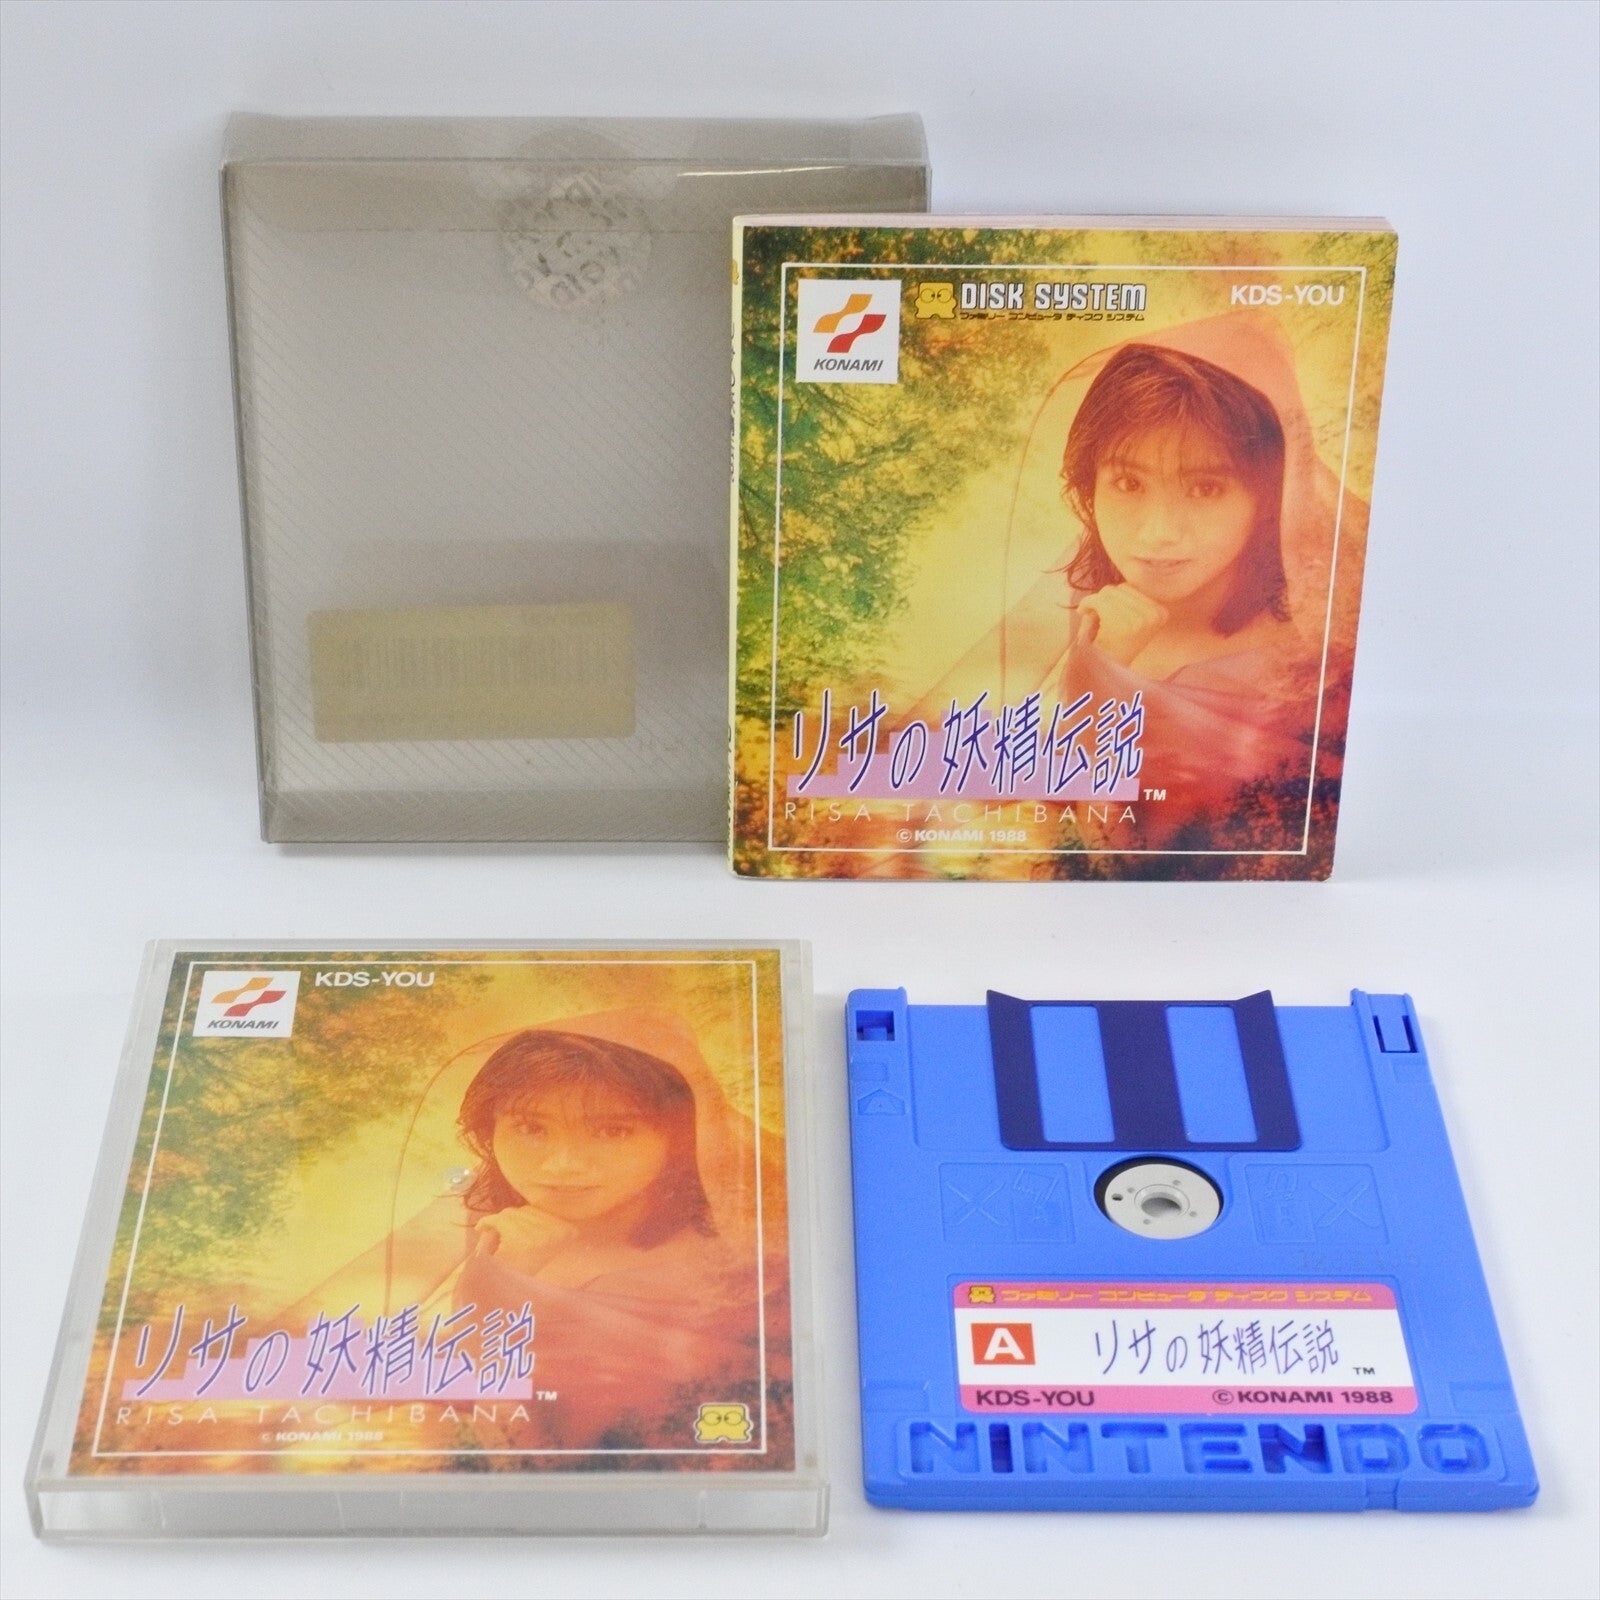 DISK SYSTEM
KDS-YOU
ファミリー コンピュータ ディスク システム
KONAMI
リサの妖精伝説
TM
RISA TACHIBANA
©KONAMI 1988
KDS-YOU
KONAMI
リサの妖精伝説
TM
RISA TACHIBANA
© KONAMI 1988
ファミリー コンピュータ ディスク システム
A
リサの妖精伝説
TM
KDS-YOU
© KONAMI 1988
NINTENDO